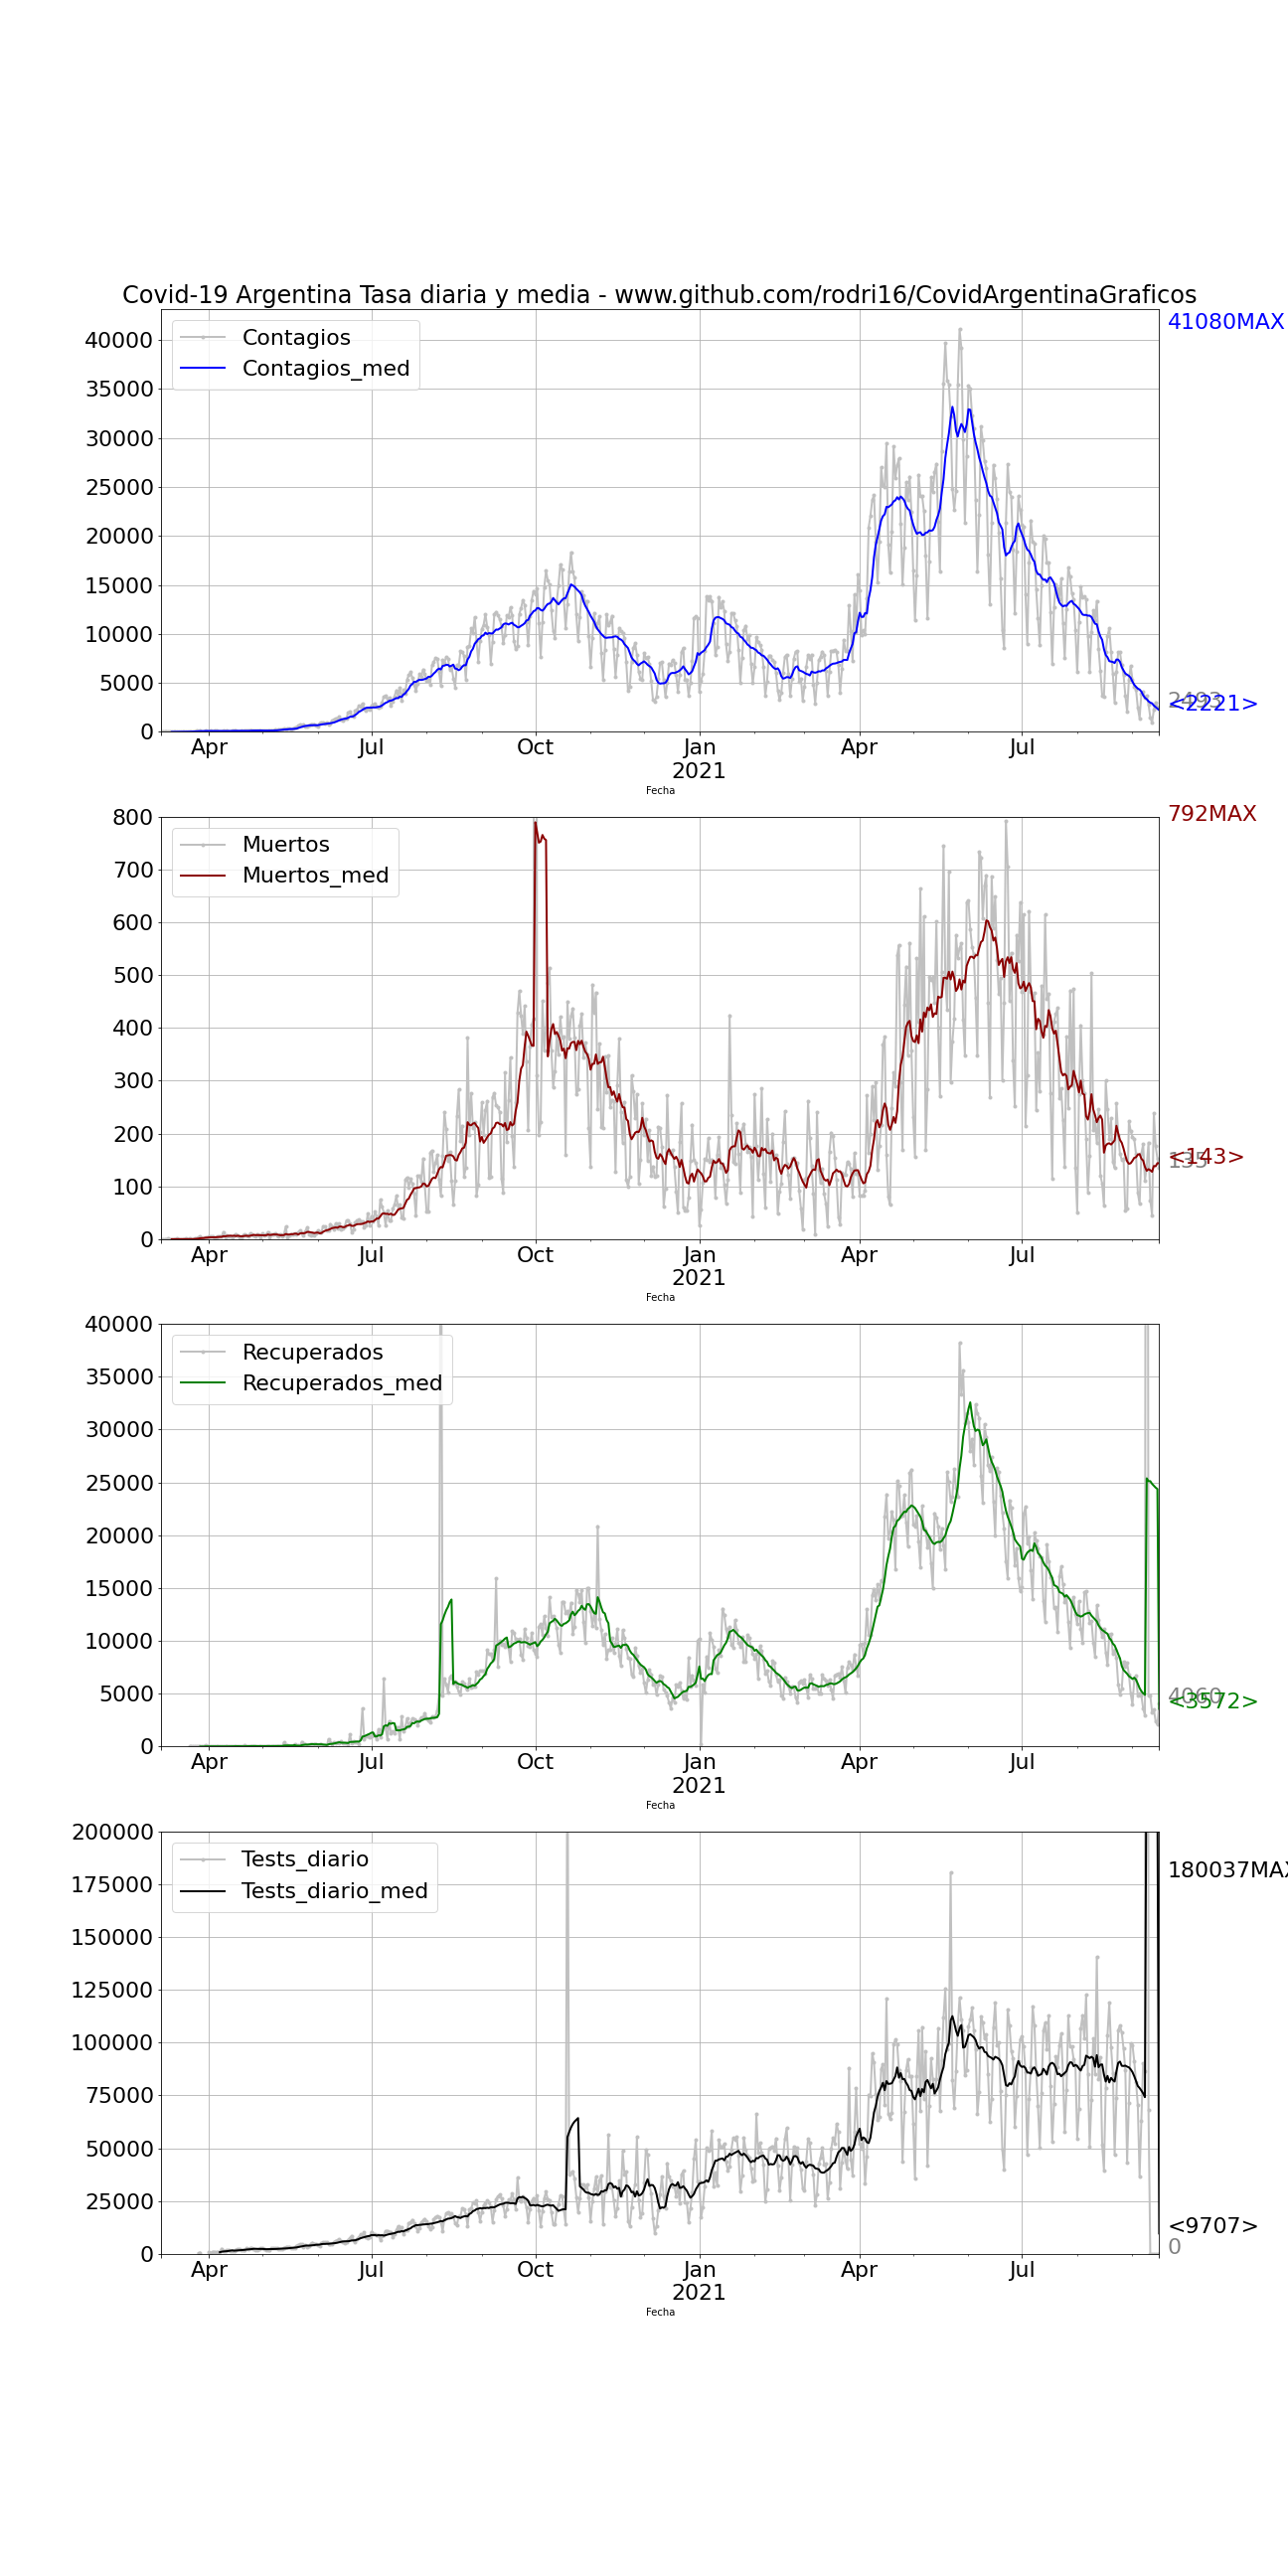 Covid-19 Argentina Tasa diaria y media - www.github.com/rodri16/CovidArgentinaGraficos
41080MAX
Contagios
Contagios_med
40000
35000
30000
25000
20000
15000
10000
5000
0
2493
<2221>
Apr Jul Oct Jan Apr Jul
2021
Fecha
792MAX
Muertos
Muertos_med
800
700
600
500
400
300
200
100
0
135
<143>
Apr Jul Oct Jan Apr Jul
2021
Fecha
Recuperados
Recuperados_med
40000
35000
30000
25000
20000
15000
10000
5000
0
4060
<3572>
Apr Jul Oct Jan Apr Jul
2021
Fecha
Tests_diario
Tests_diario_med
180037MAX
200000
175000
150000
125000
100000
75000
50000
25000
0
<9707>
0
Apr Jul Oct Jan Apr Jul
2021
Fecha